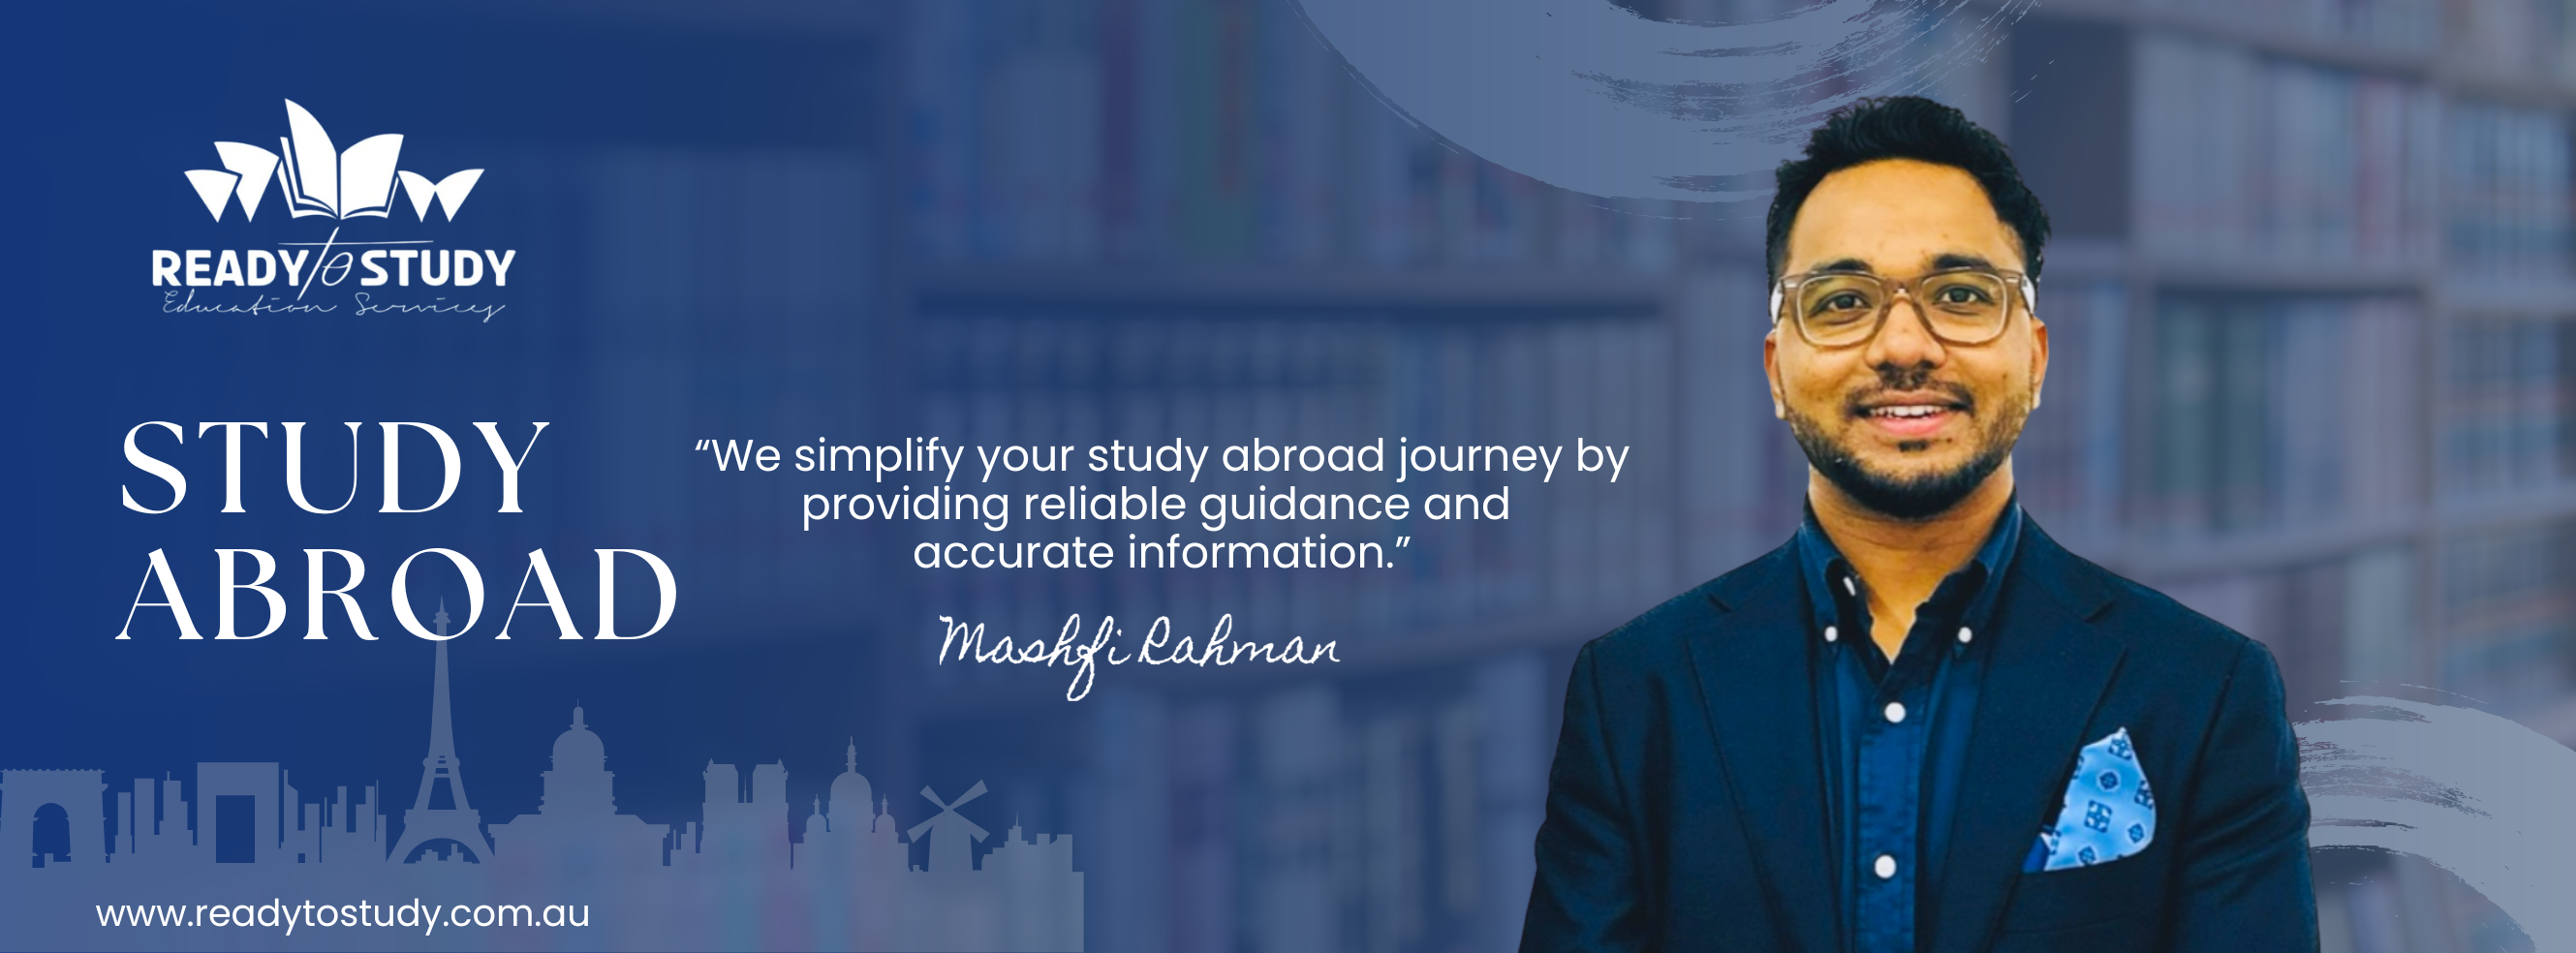 READY to STUDY
Education Services
STUDY
ABROAD
“We simplify your study abroad journey by
providing reliable guidance and
accurate information.”
Mashfi Rahman
www.readytostudy.com.au